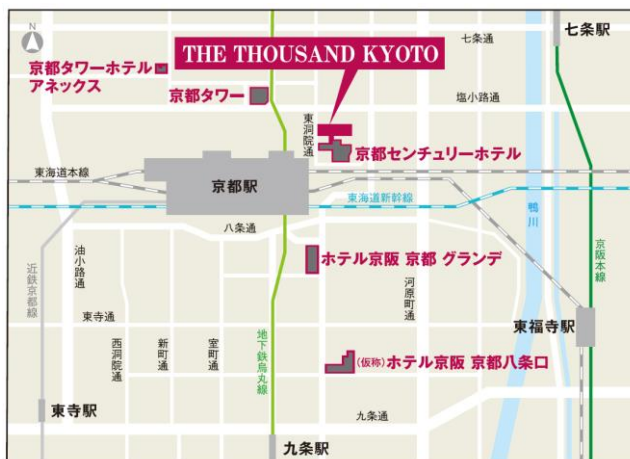 N
七条通
七条駅
THE THOUSAND KYOTO
京都タワーホテル
アネックス
京都タワー
塩小路通
東洞院通
京都センチュリーホテル
東海道本線
京都駅
東海道新幹線
鴨川
八条通
油小路通
近鉄京都線
ホテル京阪 京都 グランデ
河原町通
京阪本線
東寺通
西洞院通
新町通
室町通
地下鉄烏丸線
東福寺駅
(仮称)ホテル京阪 京都八条口
東寺駅
九条通
九条駅